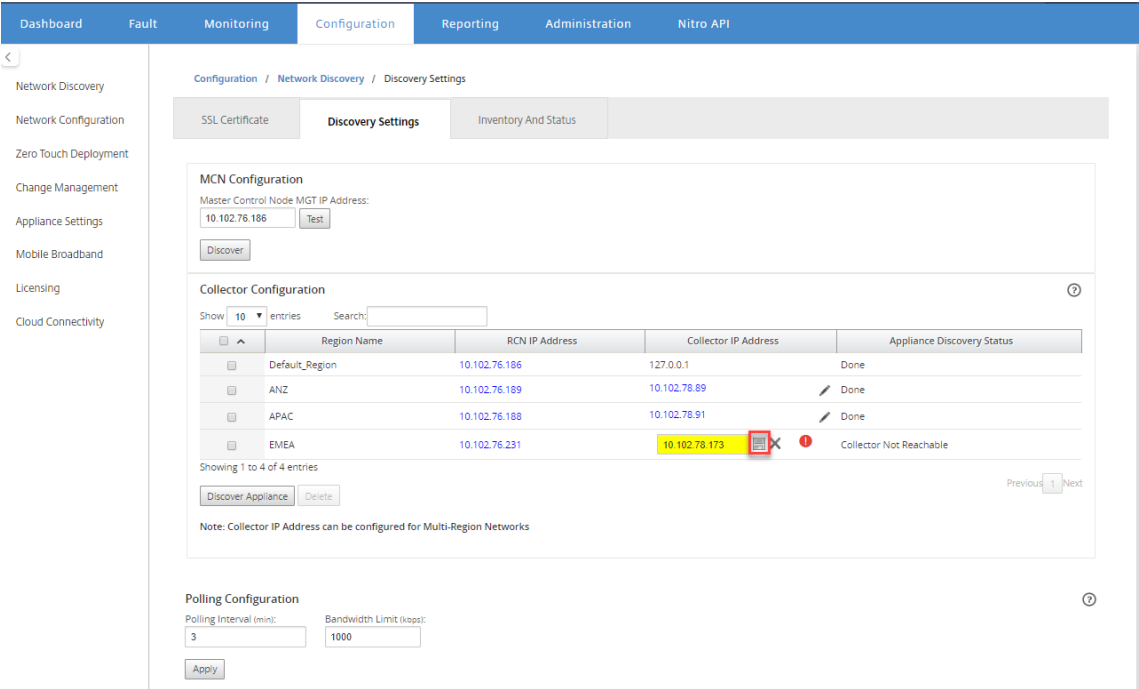 Dashboard Fault Monitoring Configuration Reporting Administration Nitro API
Network Discovery
Network Configuration
Zero Touch Deployment
Change Management
Appliance Settings
Mobile Broadband
Licensing
Cloud Connectivity
Configuration / Network Discovery / Discovery Settings
SSL Certificate Discovery Settings Inventory And Status
MCN Configuration
Master Control Node MGT IP Address:
10.102.76.186 Test
Discover
Collector Configuration
Show 10 entries Search:
Region Name RCN IP Address Collector IP Address Appliance Discovery Status
Default_Region 10.102.76.186 127.0.0.1 Done
ANZ 10.102.76.189 10.102.78.89 Done
APAC 10.102.76.188 10.102.78.91 Done
EMEA 10.102.76.231 10.102.78.173 Collector Not Reachable
Showing 1 to 4 of 4 entries
Previous 1 Next
Discover Appliance Delete
Note: Collector IP Address can be configured for Multi-Region Networks
Polling Configuration
Polling Interval (min): Bandwidth Limit (kbps):
3 1000
Apply